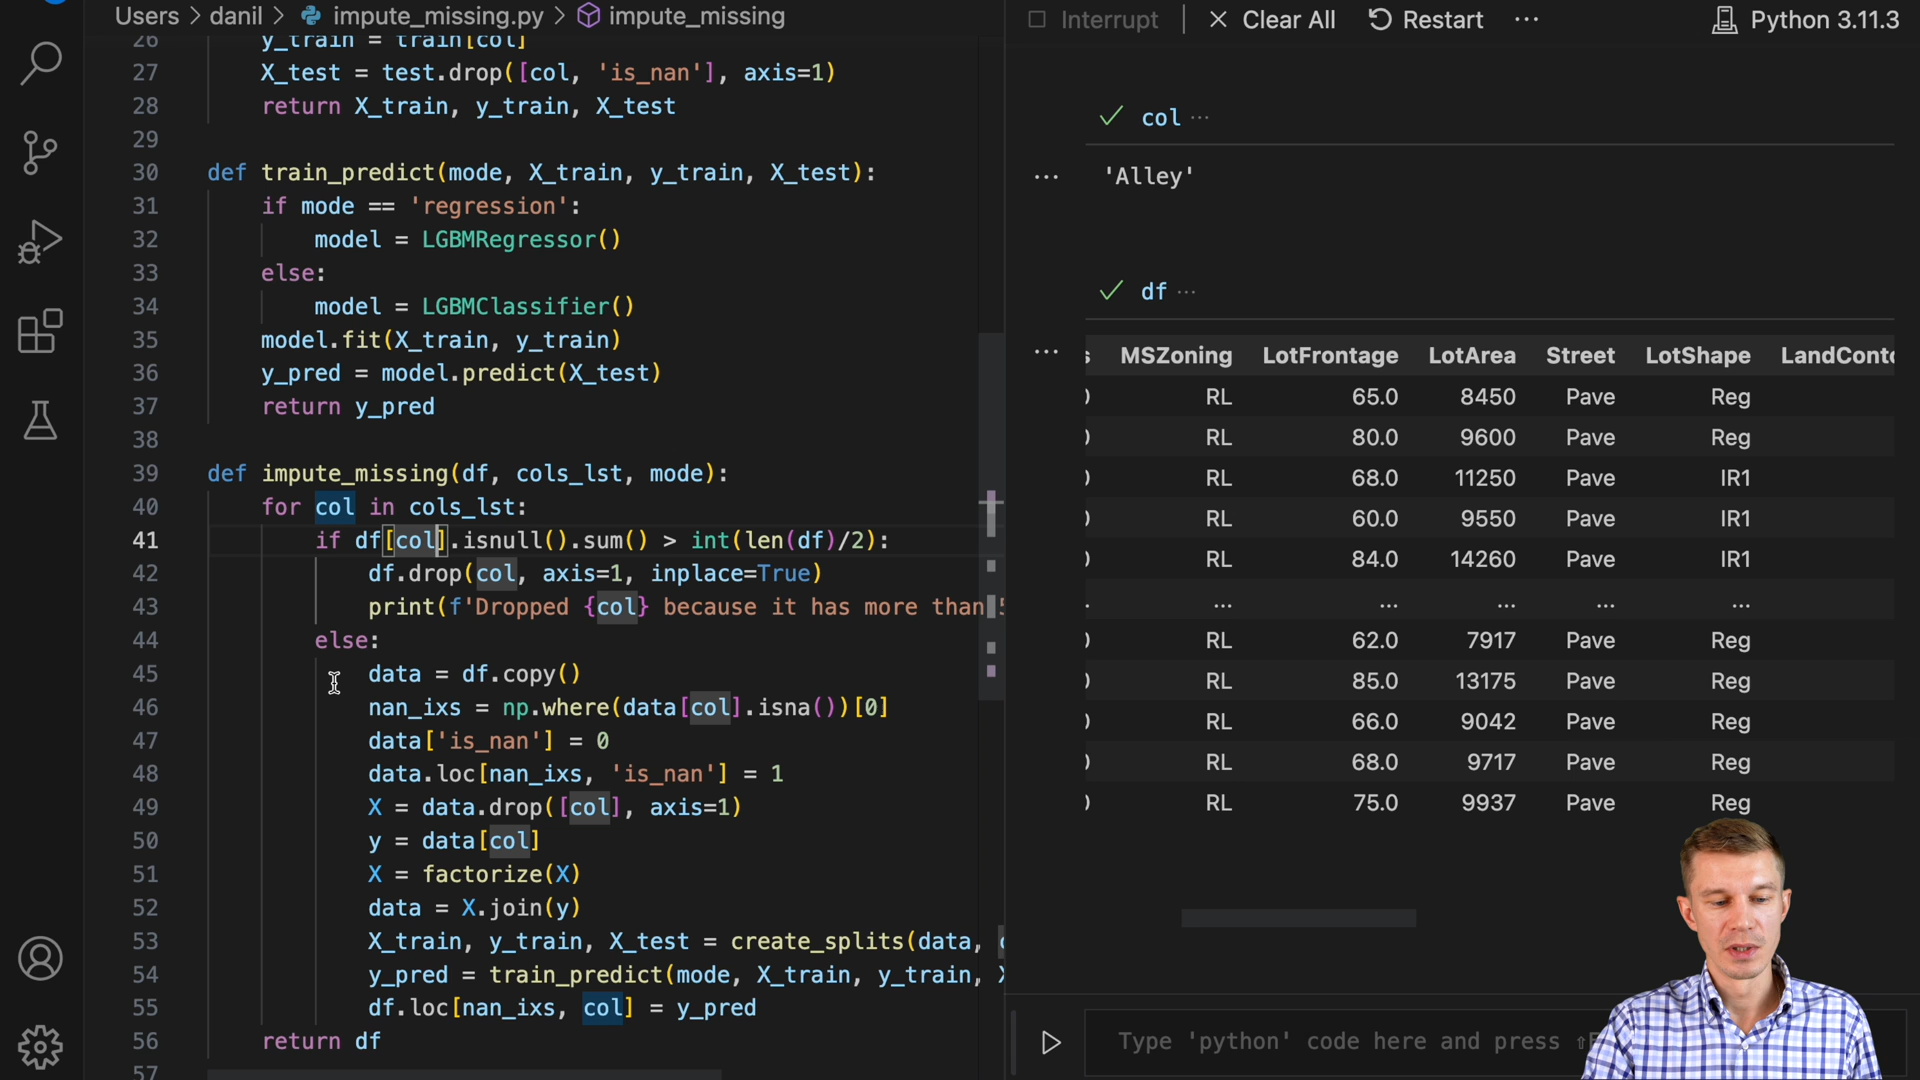 Users > danil > impute_missing.py > impute_missing
26 y_train = train[col]
27 X_test = test.drop([col, 'is_nan'], axis=1)
28 return X_train, y_train, X_test
29
30 def train_predict(mode, X_train, y_train, X_test):
31 if mode == 'regression':
32 model = LGBMRegressor()
33 else:
34 model = LGBMClassifier()
35 model.fit(X_train, y_train)
36 y_pred = model.predict(X_test)
37 return y_pred
38
39 def impute_missing(df, cols_lst, mode):
40 for col in cols_lst:
41 if df[col].isnull().sum() > int(len(df)/2):
42 df.drop(col, axis=1, inplace=True)
43 print(f'Dropped {col} because it has more than
44 else:
45 data = df.copy()
46 nan_ixs = np.where(data[col].isna())[0]
47 data['is_nan'] = 0
48 data.loc[nan_ixs, 'is_nan'] = 1
49 X = data.drop([col], axis=1)
50 y = data[col]
51 X = factorize(X)
52 data = X.join(y)
53 X_train, y_train, X_test = create_splits(data,
54 y_pred = train_predict(mode, X_train, y_train,
55 df.loc[nan_ixs, col] = y_pred
56 return df
57
Interrupt | Clear All Restart ··· Python 3.11.3
col ···
··· 'Alley'
df ···
··· MSZoning LotFrontage LotArea Street LotShape LandConto
RL 65.0 8450 Pave Reg
RL 80.0 9600 Pave Reg
RL 68.0 11250 Pave IR1
RL 60.0 9550 Pave IR1
RL 84.0 14260 Pave IR1
... ... ... ... ...
RL 62.0 7917 Pave Reg
RL 85.0 13175 Pave Reg
RL 66.0 9042 Pave Reg
RL 68.0 9717 Pave Reg
RL 75.0 9937 Pave Reg
Type 'python' code here and press